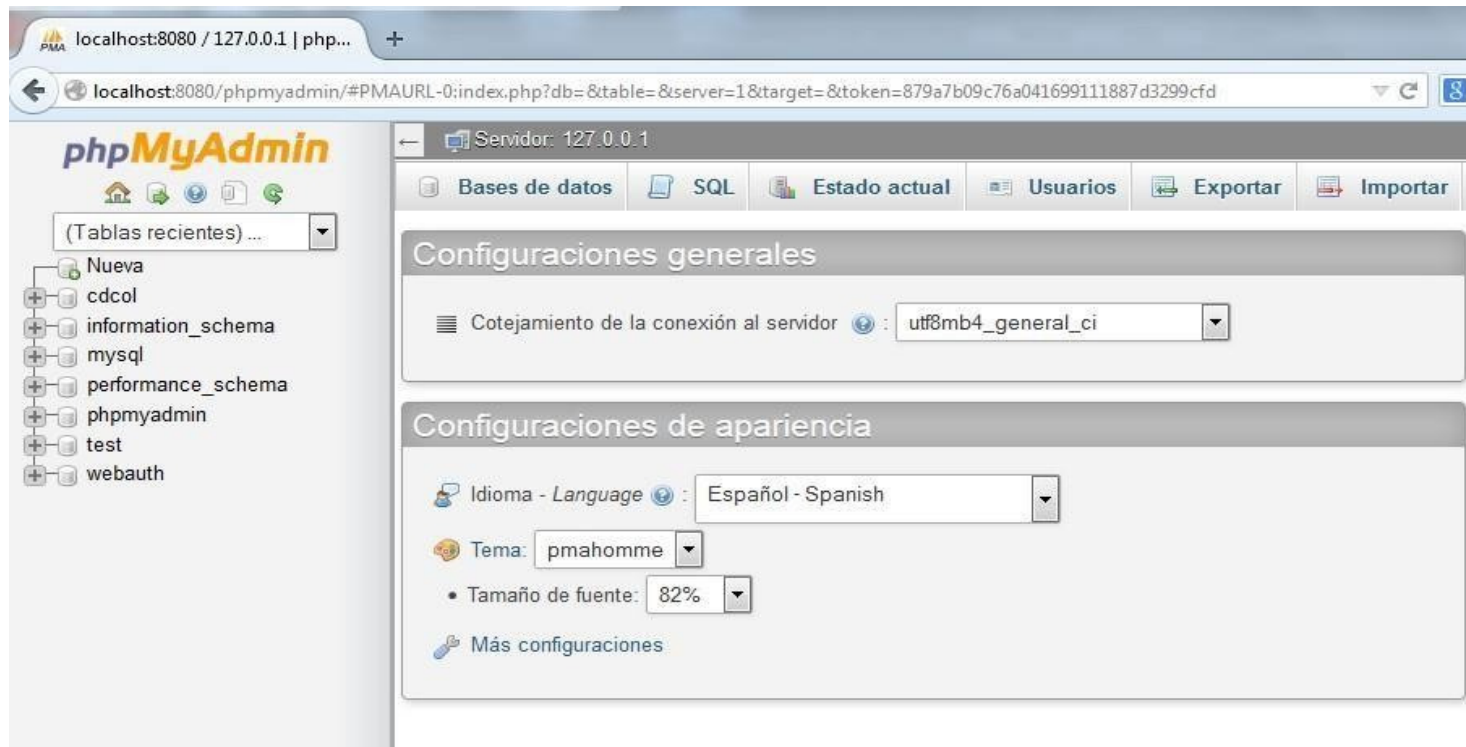 localhost:8080 / 127.0.0.1 | php...
localhost:8080/phpmyadmin/#PMAURL-0:index.php?db=&table=&server=1&target=&token=879a7b09c76a041699111887d3299cfd
phpMyAdmin
(Tablas recientes) ...
Nueva
cdcol
information_schema
mysql
performance_schema
phpmyadmin
test
webauth
Servidor: 127.0.0.1
Bases de datos SQL Estado actual Usuarios Exportar Importar
Configuraciones generales
Cotejamiento de la conexión al servidor : utf8mb4_general_ci
Configuraciones de apariencia
Idioma - Language : Español - Spanish
Tema: pmahomme
• Tamaño de fuente: 82%
Más configuraciones